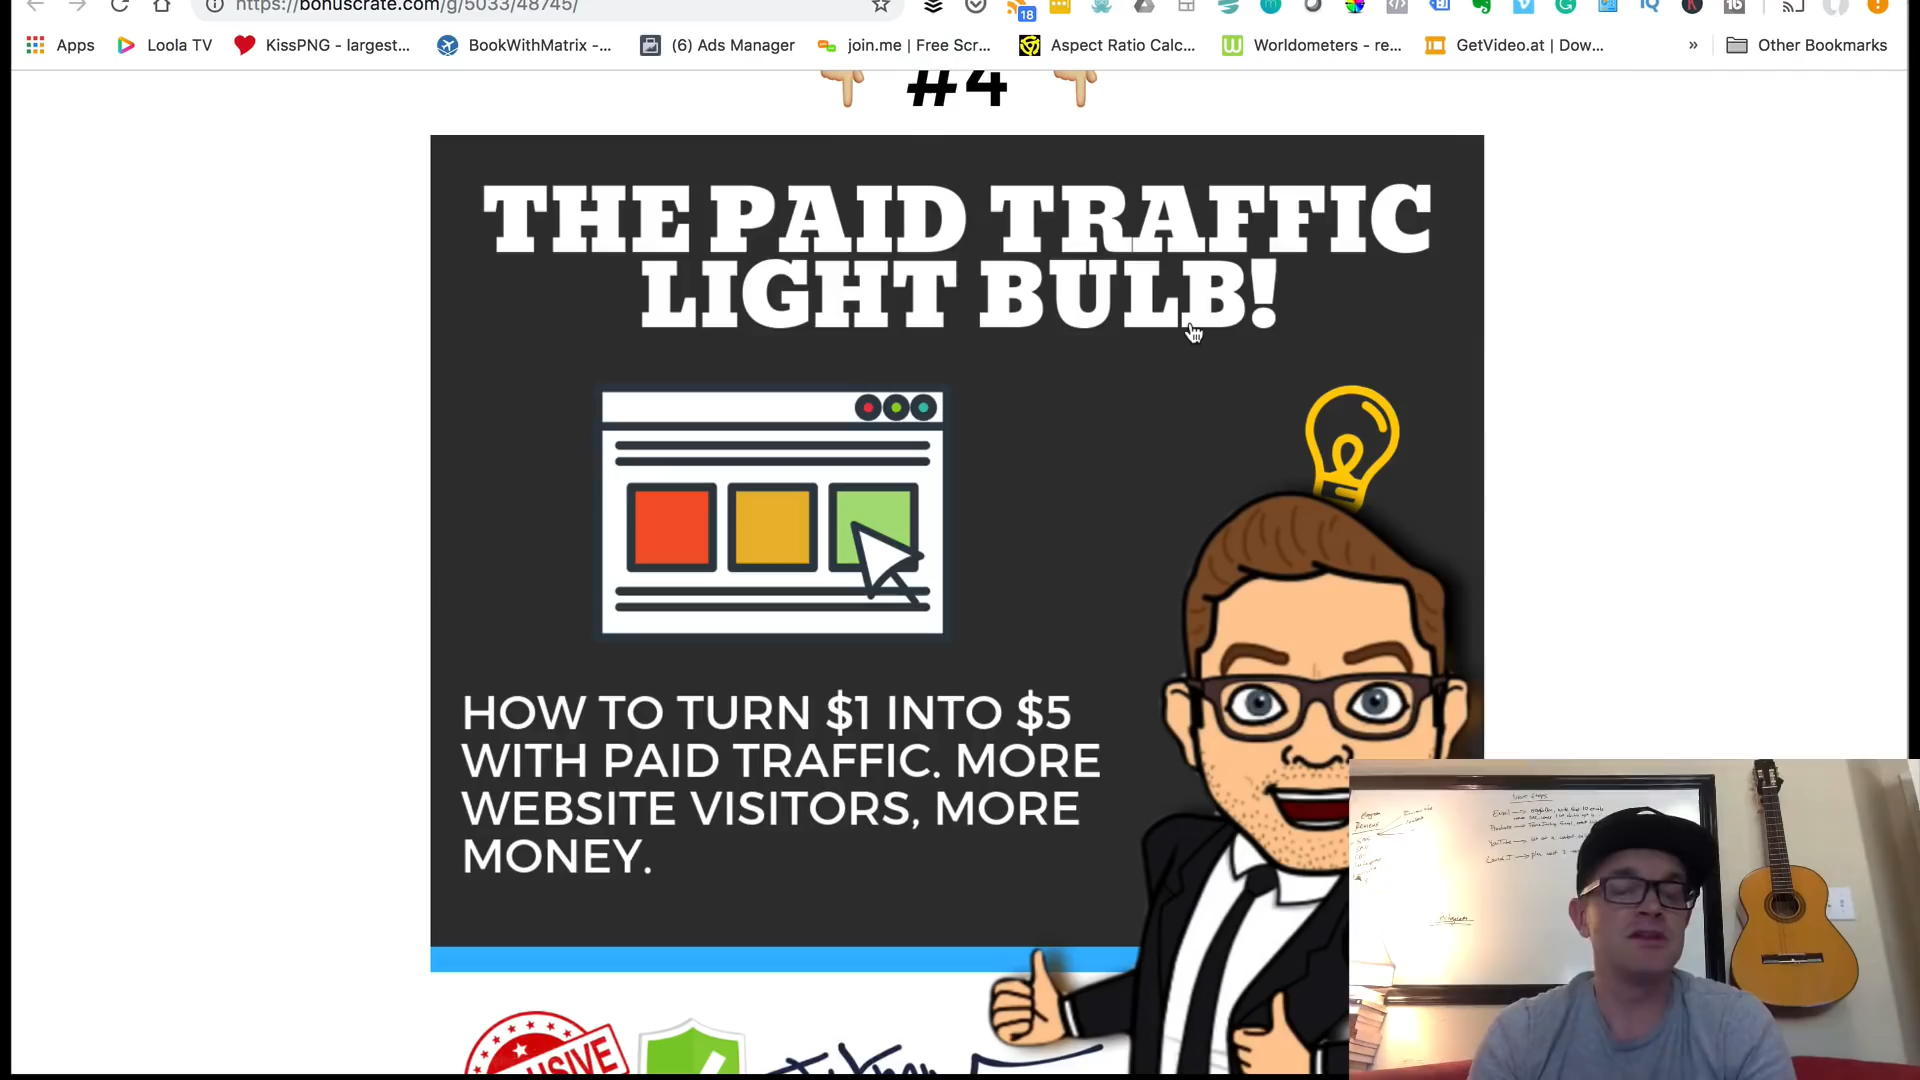 https://bonuscrate.com/g/5033/48745/
18
Apps
Loola TV
KissPNG - largest...
BookWithMatrix -...
(6) Ads Manager
join.me | Free Scr...
Aspect Ratio Calc...
Worldometers - re...
GetVideo.at | Dow...
»
Other Bookmarks
#4
THE PAID TRAFFIC
LIGHT BULB!
HOW TO TURN $1 INTO $5
WITH PAID TRAFFIC. MORE
WEBSITE VISITORS, MORE
MONEY.